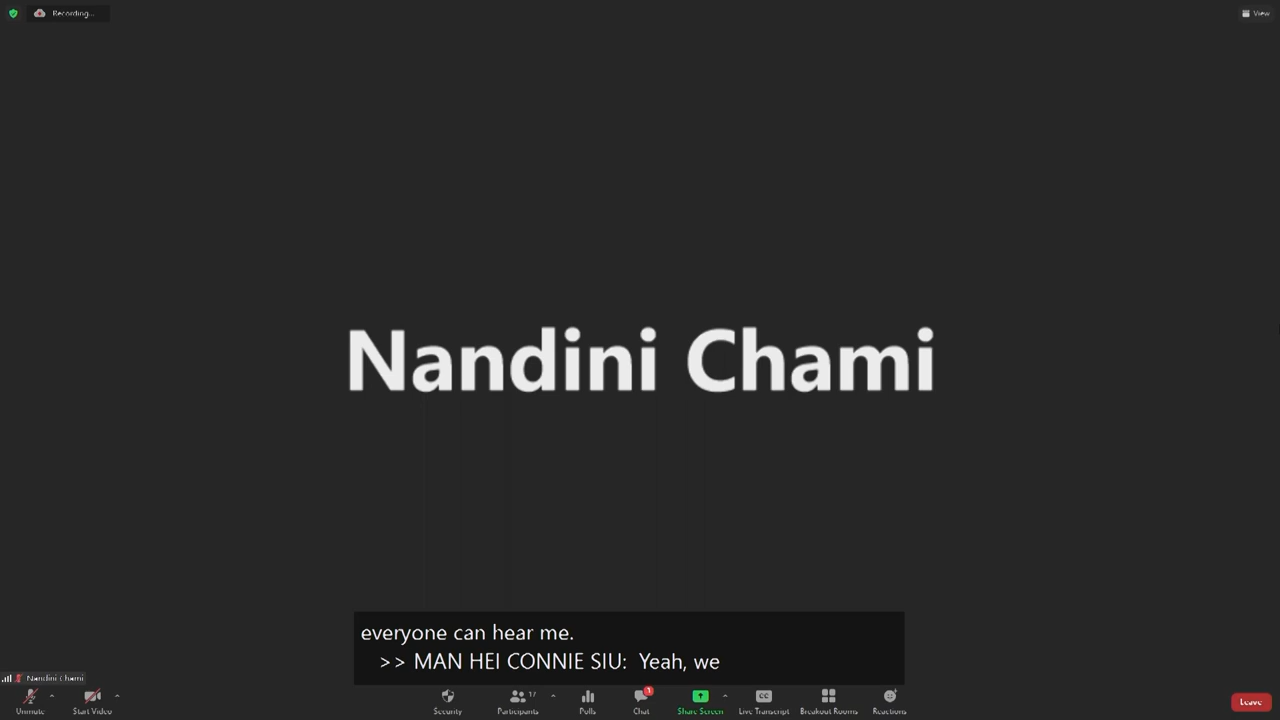 Recording...
View
Nandini Chami
everyone can hear me.
>> MAN HEI CONNIE SIU:  Yeah, we
Nandini Chami
Unmute
Start Video
Security
Participants
17
Polls
Chat
1
Share Screen
CC
Live Transcript
Breakout Rooms
Reactions
Leave